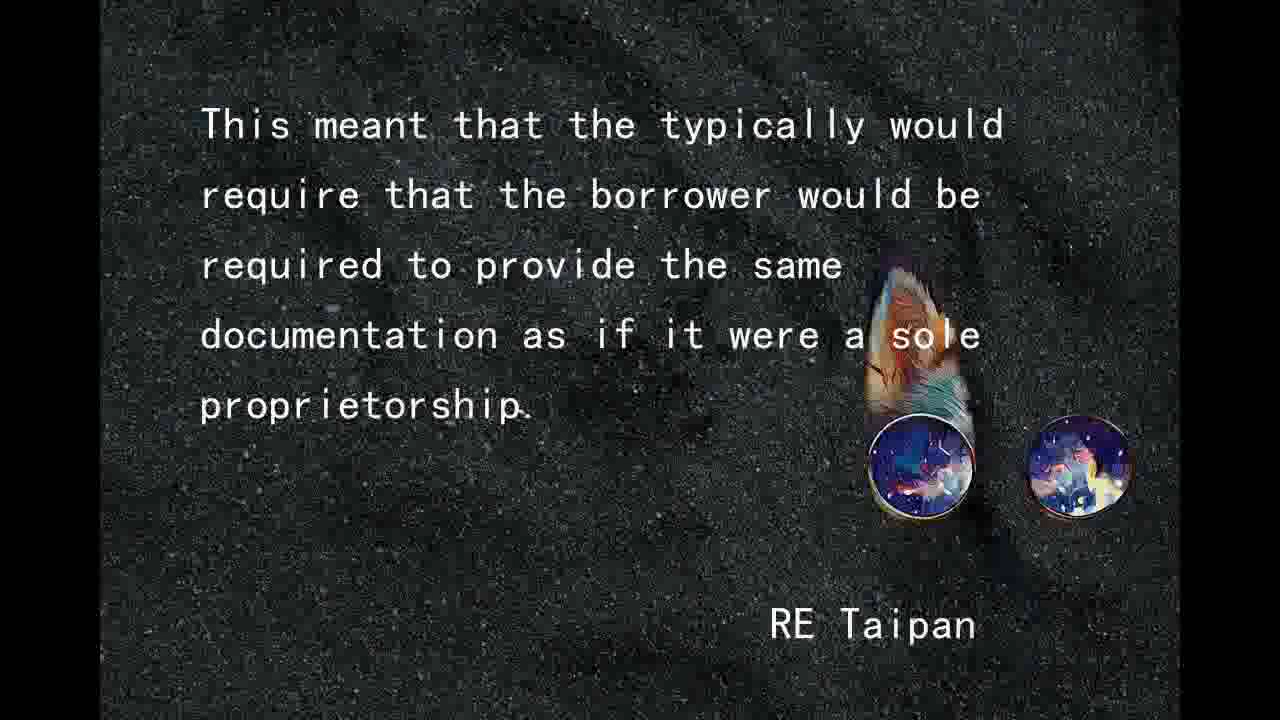 This meant that the typically would
require that the borrower would be
required to provide the same
documentation as if it were a sole
proprietorship.
RE Taipan